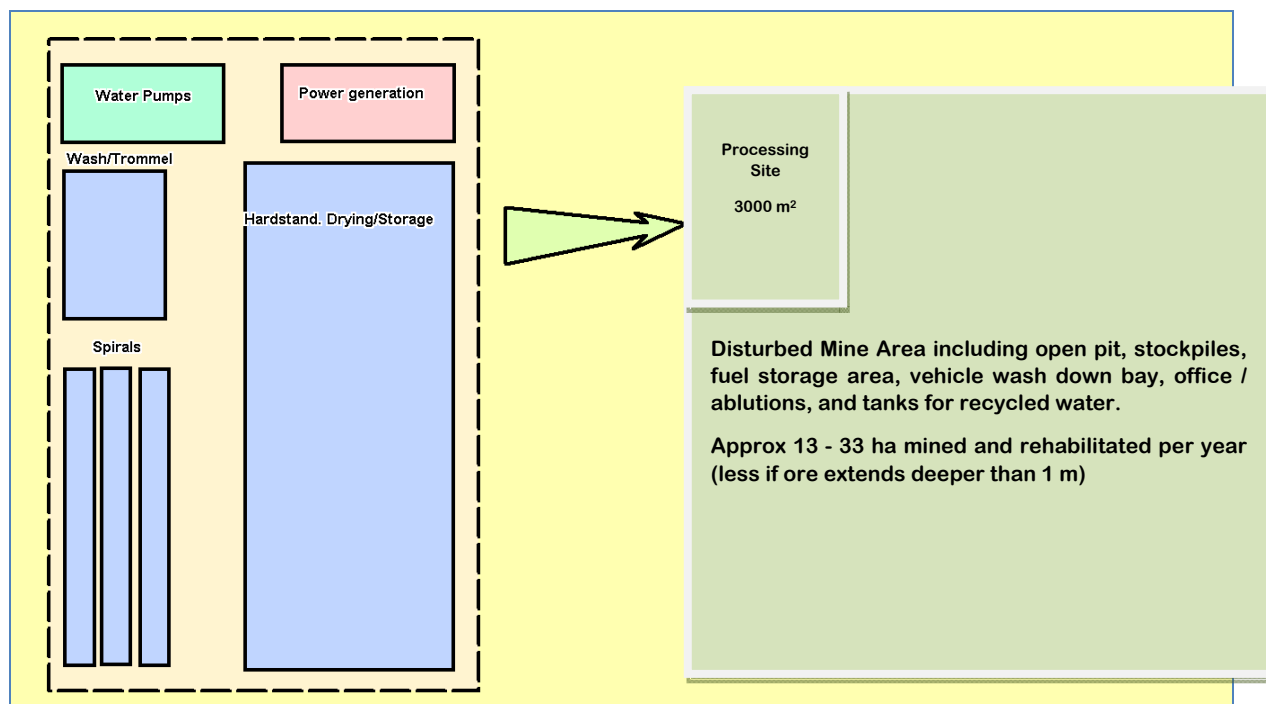 Water Pumps
Power generation
Wash/Trommel
Hardstand. Drying/Storage
Spirals
Processing
Site
3000 m²
Disturbed Mine Area including open pit, stockpiles,
fuel storage area, vehicle wash down bay, office /
ablutions, and tanks for recycled water.
Approx 13 - 33 ha mined and rehabilitated per year
(less if ore extends deeper than 1 m)